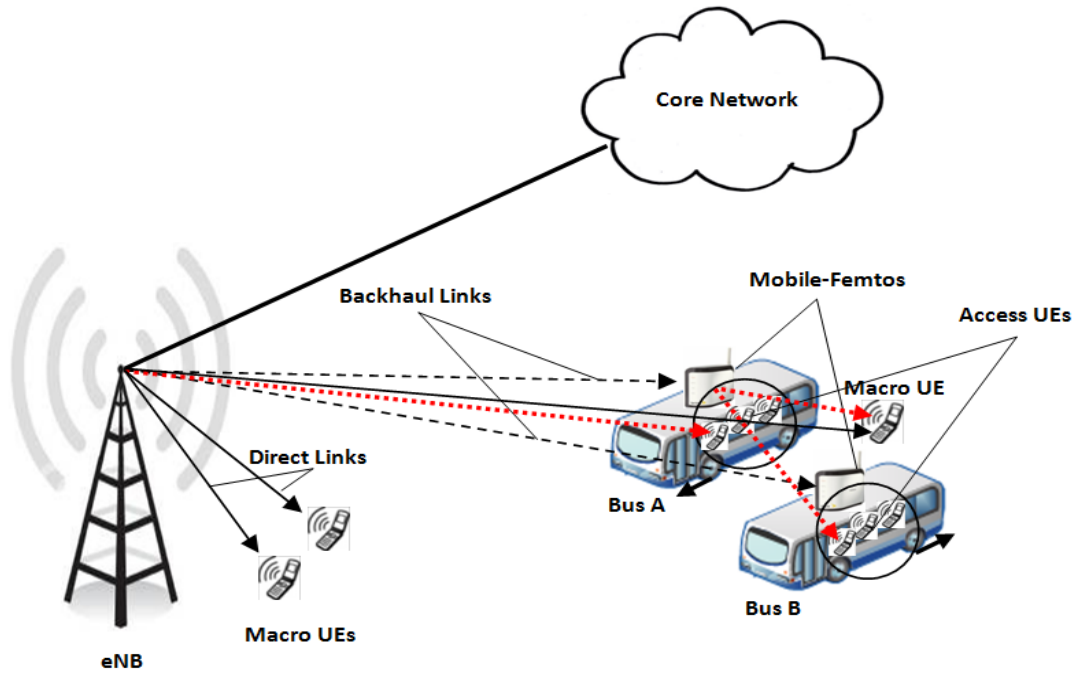 Core Network
Mobile-Femtos
Backhaul Links
Access UEs
Macro UE
Direct Links
Bus A
Bus B
Macro UEs
eNB